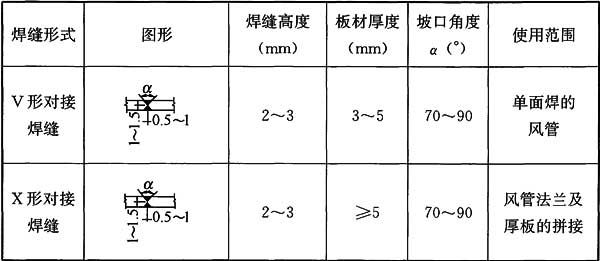 焊缝形式 图形 焊缝高度 板材厚度 坡口角度 使用范围
(mm) (mm) α(°)
V形对接 α 2～3 3～5 70～90 单面焊的
焊缝 1～1.5 0.5～1 风管
X形对接 α 2～3 ≥5 70～90 风管法兰及
焊缝 1～1.5 0.5～1 厚板的拼接